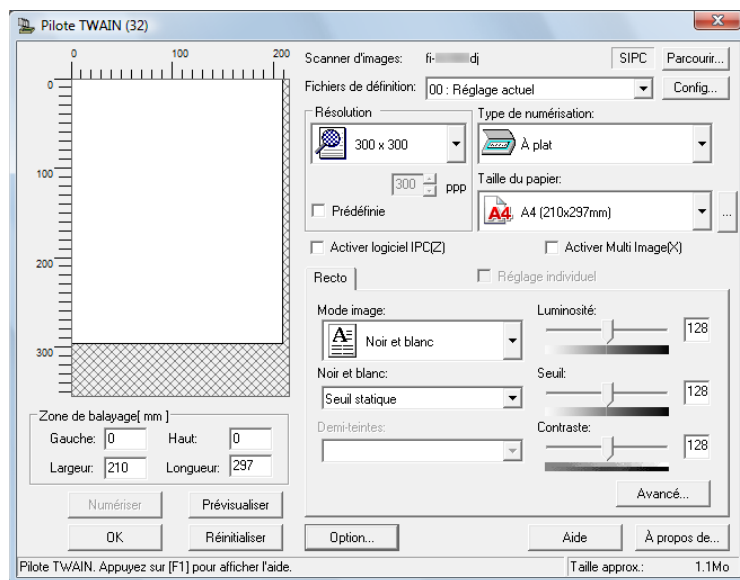 Pilote TWAIN (32)
0 100 200
0
100
200
300
Scanner d'images: fi- dj SIPC Parcourir...
Fichiers de définition: 00 : Réglage actuel Config...
Résolution
300 x 300
300 ppp
Prédéfinie
Type de numérisation:
À plat
Taille du papier:
A4 A4 (210x297mm) ...
Activer logiciel IPC(Z) Activer Multi Image(X)
Recto Réglage individuel
Mode image:
A Noir et blanc
Noir et blanc:
Seuil statique
Demi-teintes:
Luminosité:
128
Seuil:
128
Contraste:
128
Avancé...
Zone de balayage[ mm ]
Gauche: 0 Haut: 0
Largeur: 210 Longueur: 297
Numériser Prévisualiser
OK Réinitialiser Option... Aide À propos de...
Pilote TWAIN. Appuyez sur [F1] pour afficher l'aide. Taille approx.: 1.1Mo